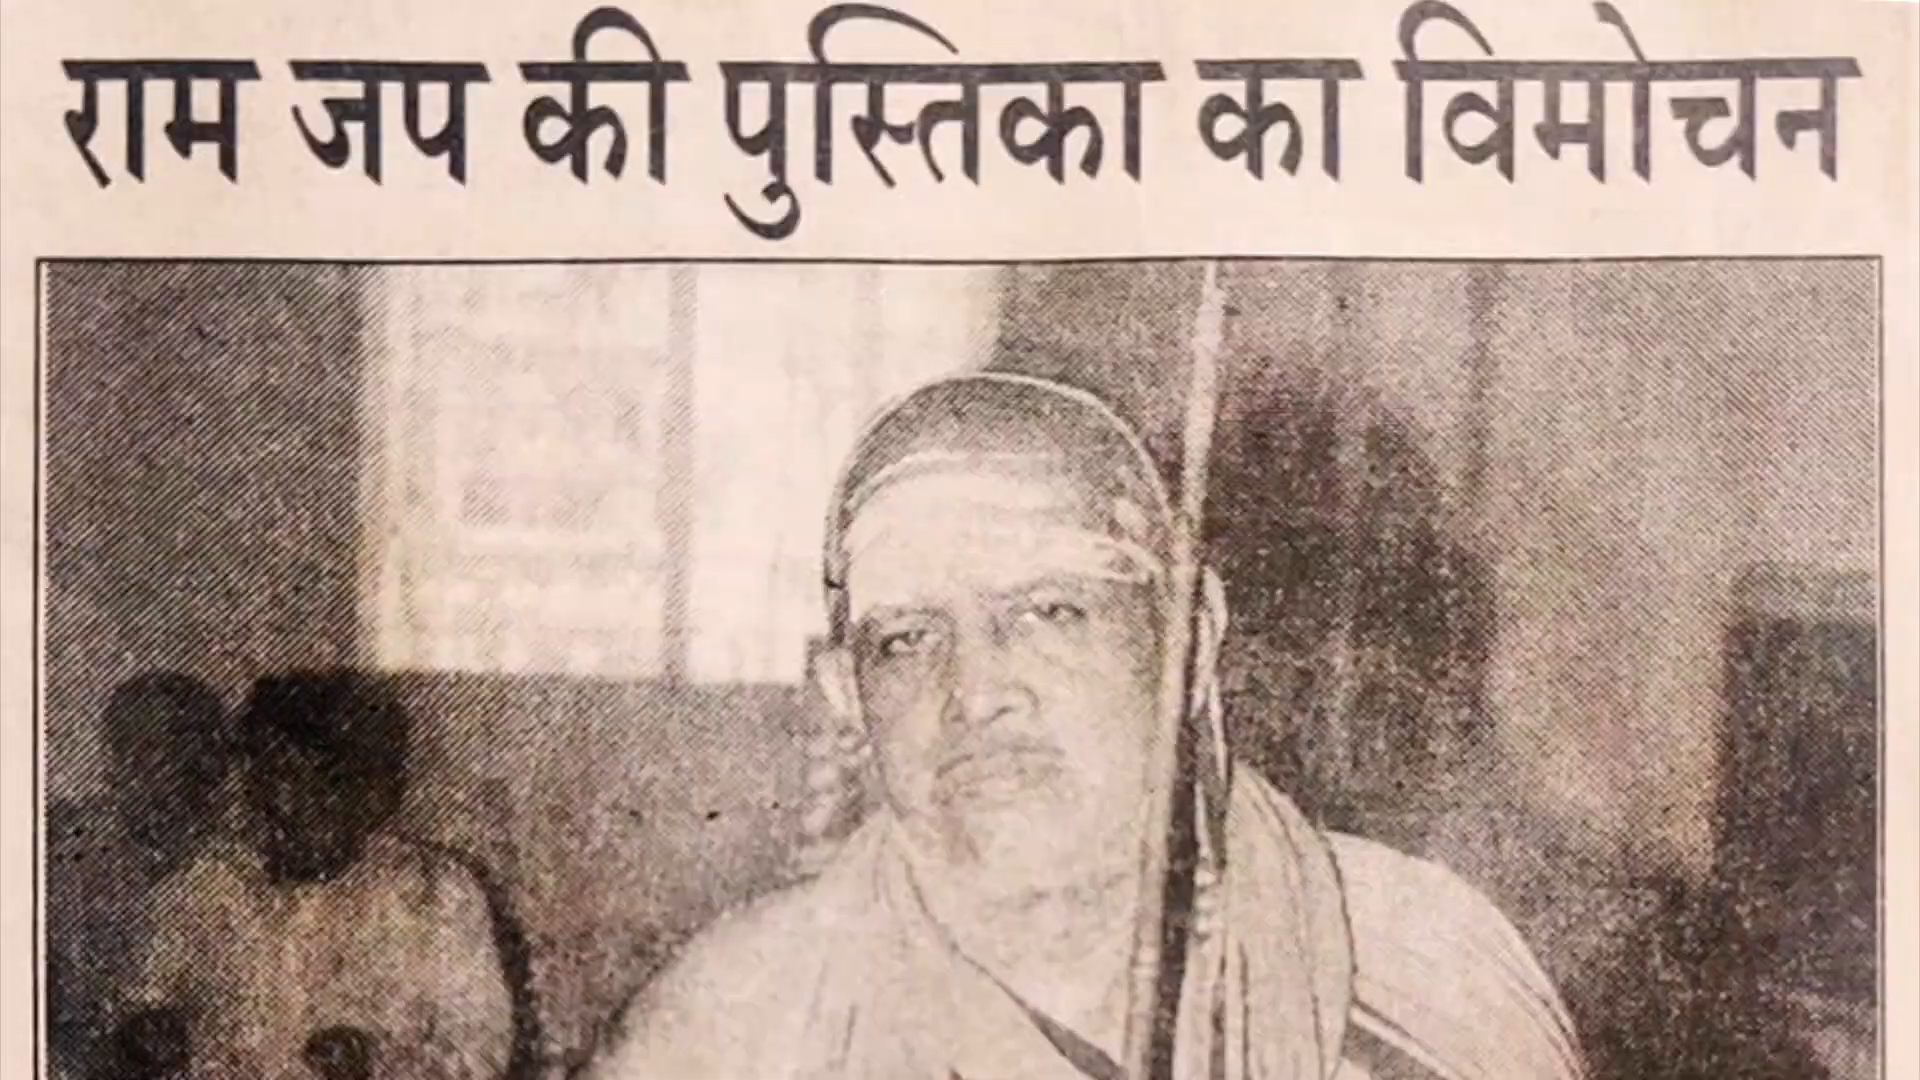 राम जप की पुस्तिका का विमोचन